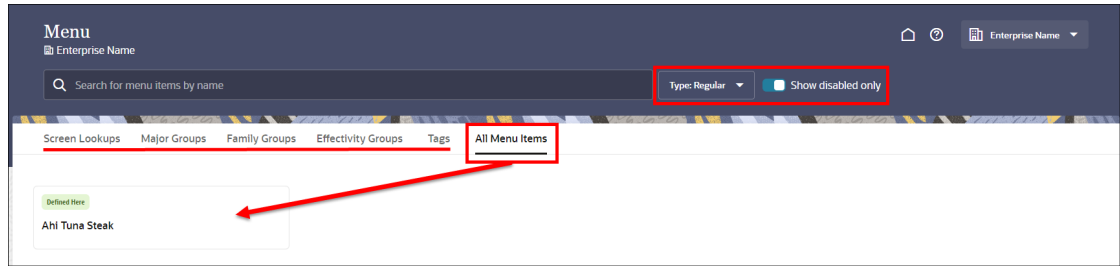 Menu
Enterprise Name
Enterprise Name
Search for menu items by name
Type: Regular
Show disabled only
Screen Lookups Major Groups Family Groups Effectivity Groups Tags All Menu Items
Defined Here
Ahi Tuna Steak